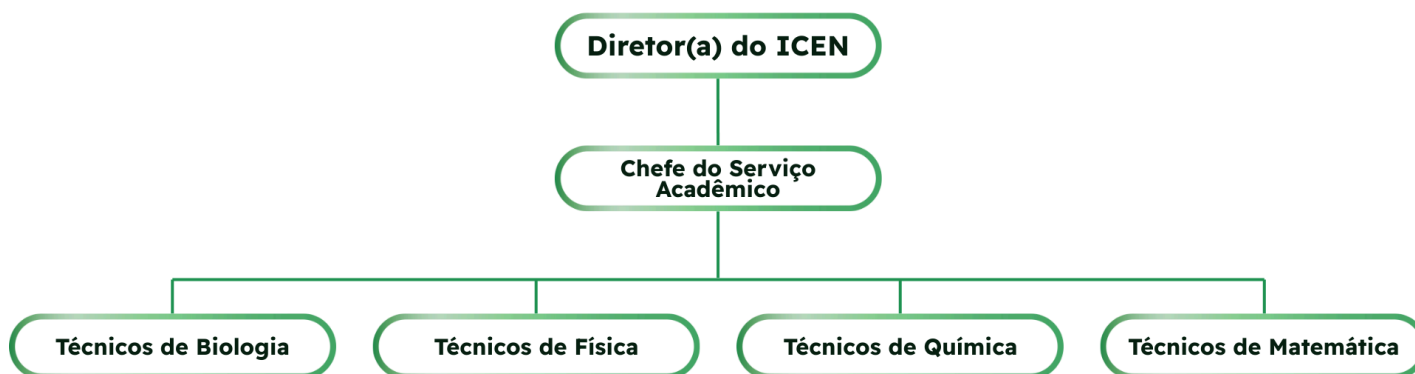 Diretor(a) do ICEN
Chefe do Serviço
Acadêmico
Técnicos de Biologia
Técnicos de Física
Técnicos de Química
Técnicos de Matemática